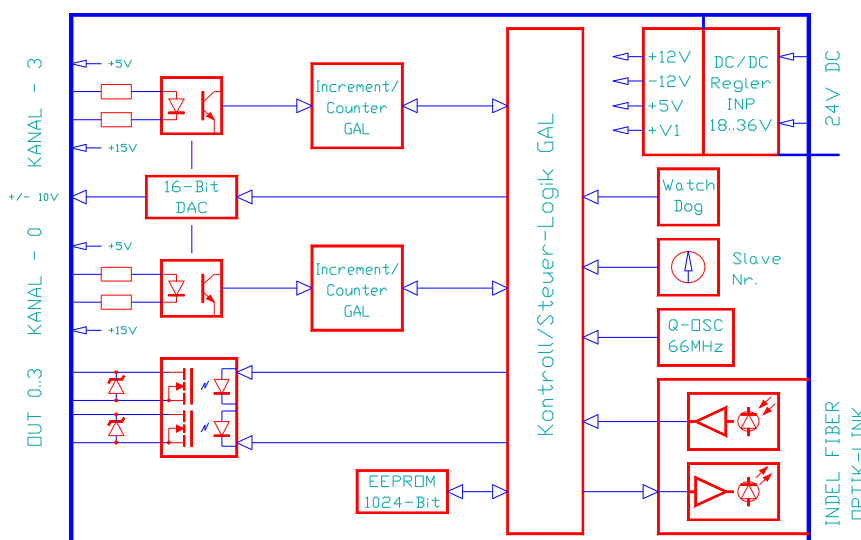 KANAL - 3
+5V
+15V
Increment/
Counter
GAL
+/- 10V
16-Bit
DAC
KANAL - 0
+5V
+15V
Increment/
Counter
GAL
OUT 0..3
EEPROM
1024-Bit
Kontroll/Steuer-Logik GAL
+12V
-12V
+5V
+V1
DC/DC
Regler
INP
18..36V
24V DC
Watch
Dog
Slave
Nr.
Q-OSC
66MHz
INDEL FIBER
OPTIK-LINK